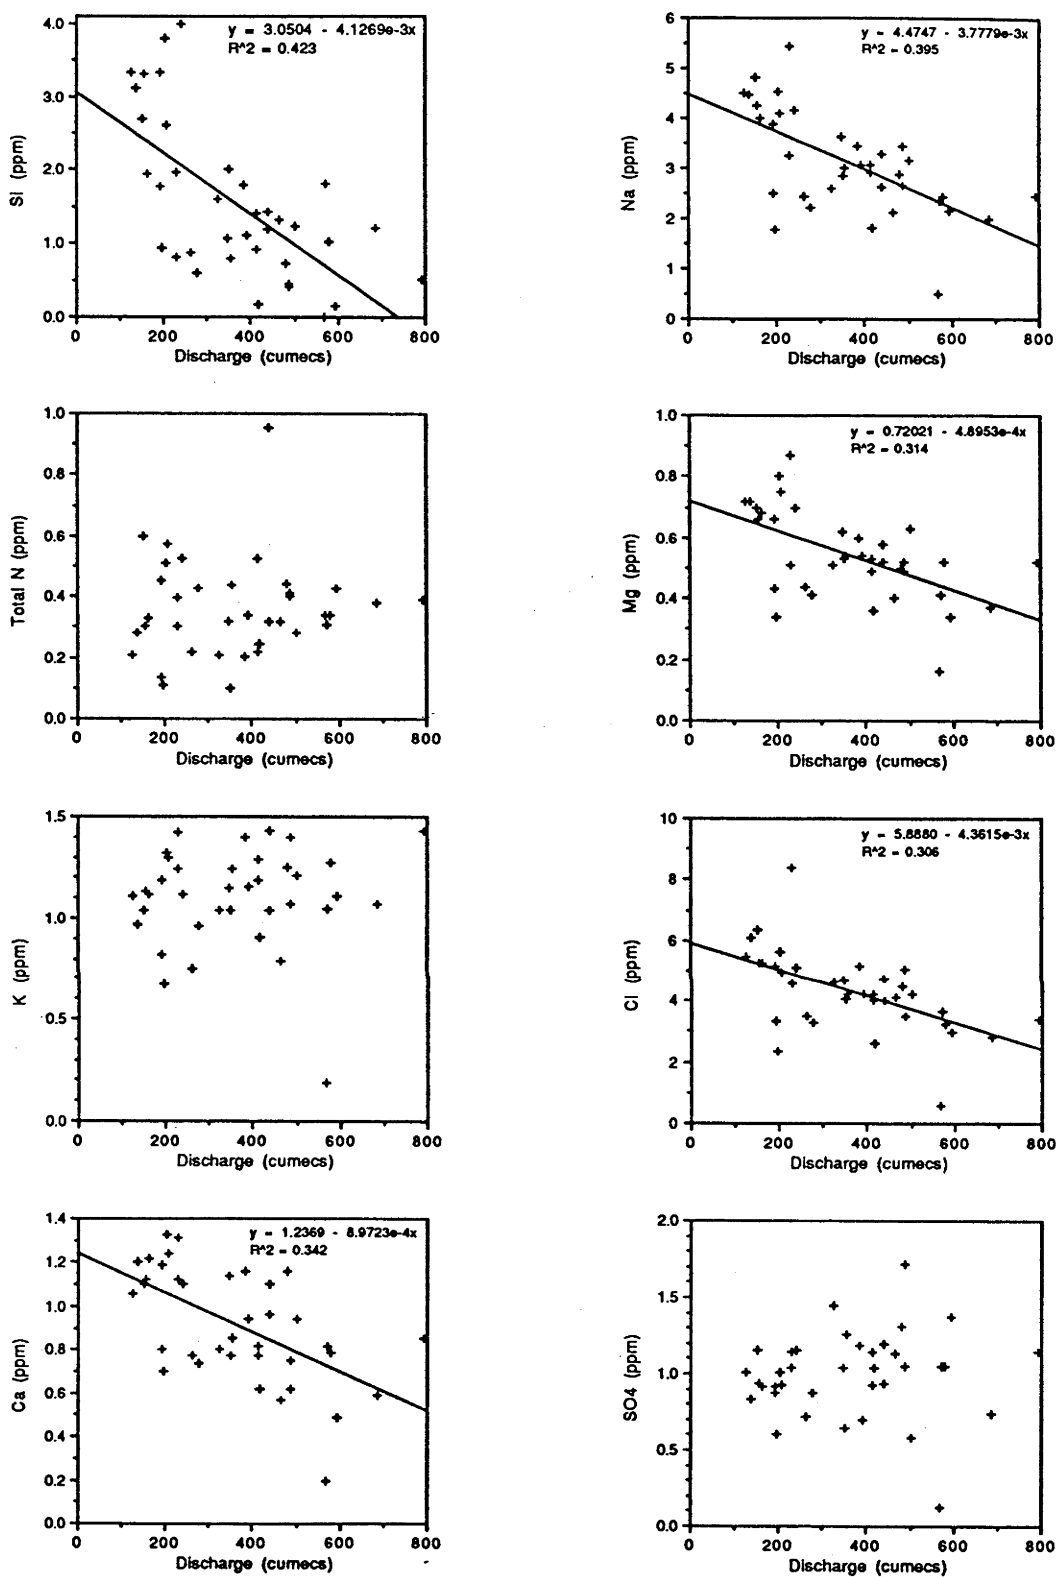 y = 3.0504 - 4.1269e-3x
R^2 = 0.423
4.0
3.0
2.0
1.0
0.0
Si (ppm)
0 200 400 600 800
Discharge (cumecs)
y = 4.4747 - 3.7779e-3x
R^2 = 0.395
6
5
4
3
2
1
0
Na (ppm)
0 200 400 600 800
Discharge (cumecs)
1.0
0.8
0.6
0.4
0.2
0.0
Total N (ppm)
0 200 400 600 800
Discharge (cumecs)
y = 0.72021 - 4.8953e-4x
R^2 = 0.314
1.0
0.8
0.6
0.4
0.2
0.0
Mg (ppm)
0 200 400 600 800
Discharge (cumecs)
1.5
1.0
0.5
0.0
K (ppm)
0 200 400 600 800
Discharge (cumecs)
y = 5.8880 - 4.3615e-3x
R^2 = 0.306
10
8
6
4
2
0
Cl (ppm)
0 200 400 600 800
Discharge (cumecs)
y = 1.2369 - 8.9723e-4x
R^2 = 0.342
1.4
1.2
1.0
0.8
0.6
0.4
0.2
0.0
Ca (ppm)
0 200 400 600 800
Discharge (cumecs)
2.0
1.5
1.0
0.5
0.0
SO4 (ppm)
0 200 400 600 800
Discharge (cumecs)